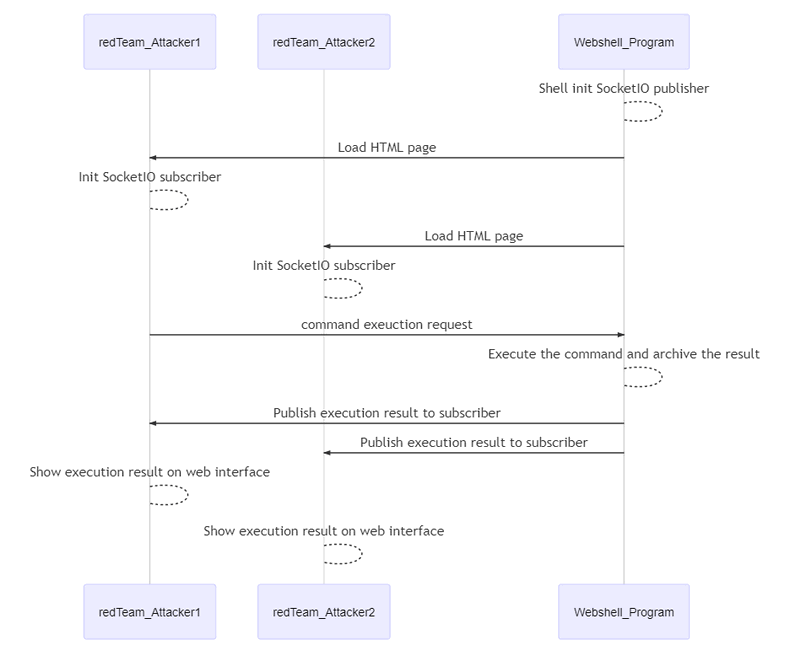 redTeam_Attacker1
redTeam_Attacker2
Webshell_Program
Shell init SocketIO publisher
Load HTML page
Init SocketIO subscriber
Load HTML page
Init SocketIO subscriber
command exeuction request
Execute the command and archive the result
Publish execution result to subscriber
Publish execution result to subscriber
Show execution result on web interface
Show execution result on web interface
redTeam_Attacker1
redTeam_Attacker2
Webshell_Program